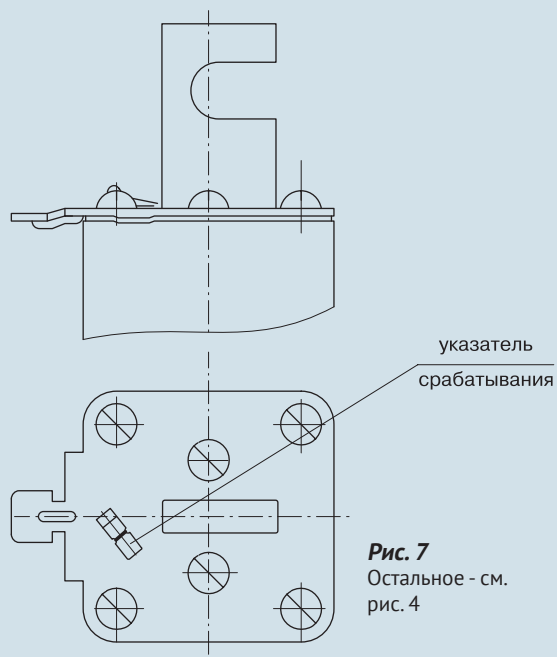 указатель
срабатывания
Рис. 7
Остальное - см.
рис. 4